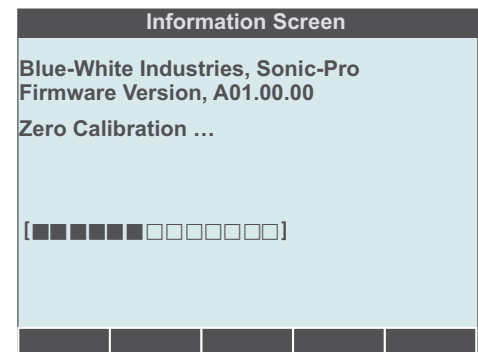 Information Screen
Blue-White Industries, Sonic-Pro
Firmware Version, A01.00.00
Zero Calibration …
[■■■■■■□□□□□□□]